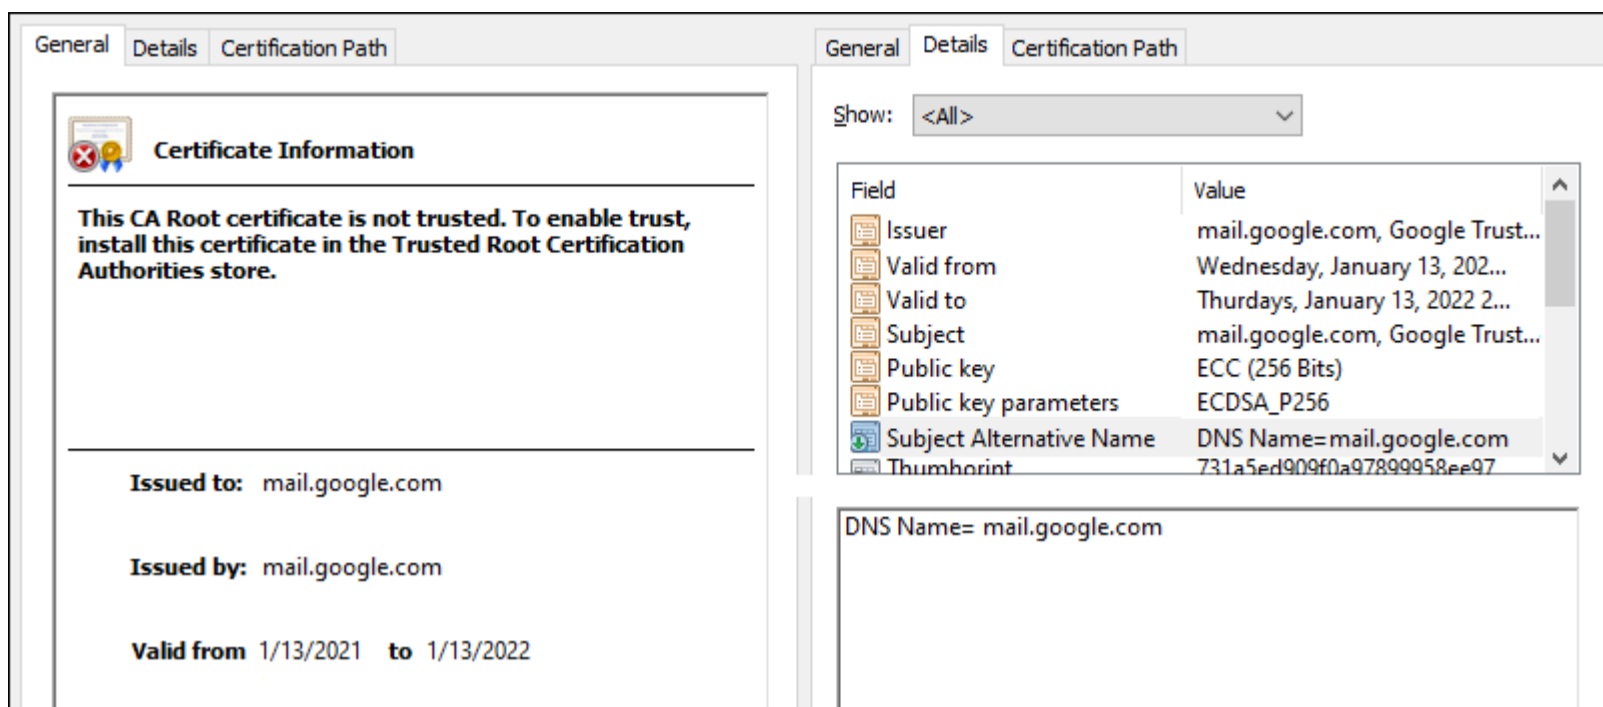 General Details Certification Path
Certificate Information
This CA Root certificate is not trusted. To enable trust,
install this certificate in the Trusted Root Certification
Authorities store.
Issued to: mail.google.com
Issued by: mail.google.com
Valid from 1/13/2021 to 1/13/2022
General Details Certification Path
Show: <All>
Field Value
Issuer mail.google.com, Google Trust...
Valid from Wednesday, January 13, 202...
Valid to Thurdays, January 13, 2022 2...
Subject mail.google.com, Google Trust...
Public key ECC (256 Bits)
Public key parameters ECDSA_P256
Subject Alternative Name DNS Name=mail.google.com
Thumbprint 731a5ed909f0a97899958ee97
DNS Name= mail.google.com